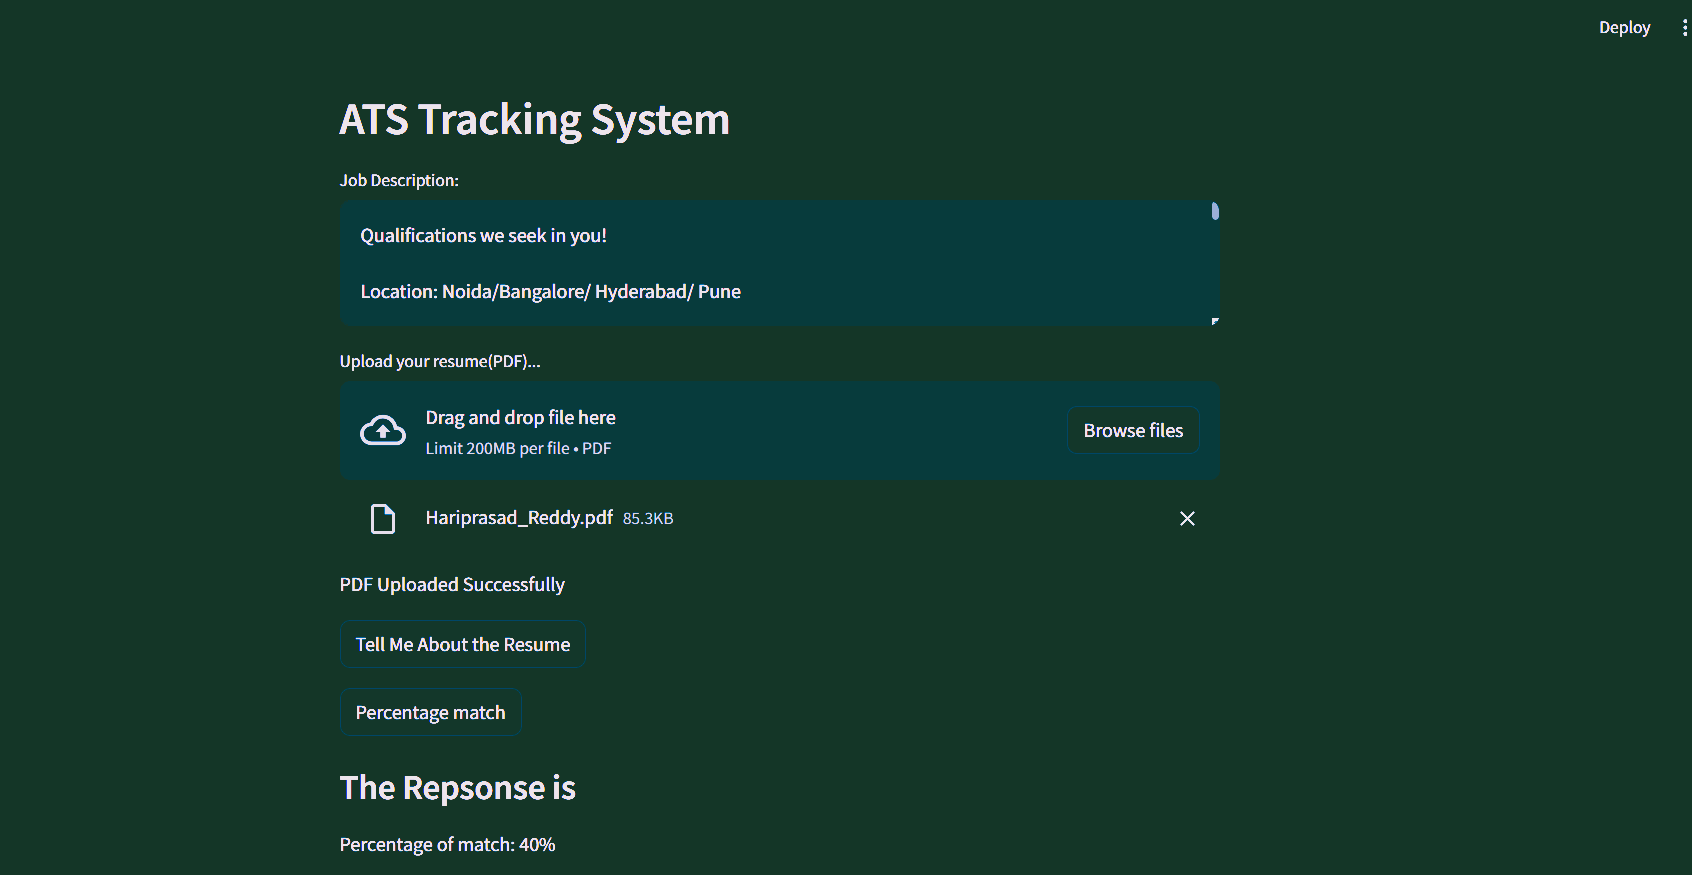 Deploy
ATS Tracking System
Job Description:
Qualifications we seek in you!
Location: Noida/Bangalore/ Hyderabad/ Pune
Upload your resume(PDF)...
Drag and drop file here
Limit 200MB per file • PDF
Browse files
Hariprasad_Reddy.pdf 85.3KB
PDF Uploaded Successfully
Tell Me About the Resume
Percentage match
The Repsonse is
Percentage of match: 40%